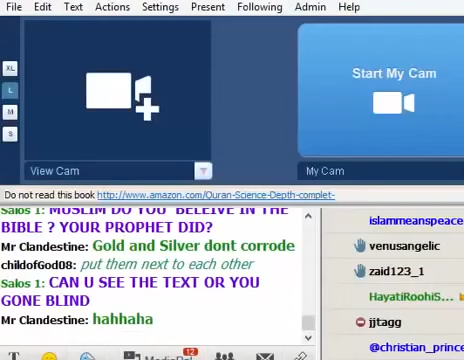 File Edit Text Actions Settings Present Following Admin Help
XL
L
M
S
Start My Cam
View Cam
My Cam
Do not read this book http://www.amazon.com/Quran-Science-Depth-complet-
Salos 1: MUSLIM DO YOU BELEIVE IN THE
BIBLE ? YOUR PROPHET DID?
Mr Clandestine: Gold and Silver dont corrode
childofGod08: put them next to each other
Salos 1: CAN U SEE THE TEXT OR YOU
GONE BLIND
Mr Clandestine: hahhaha
islammeanspeace
venusangelic
zaid123_1
HayatiRoohiS...
jjtagg
@christian_prince
T
12